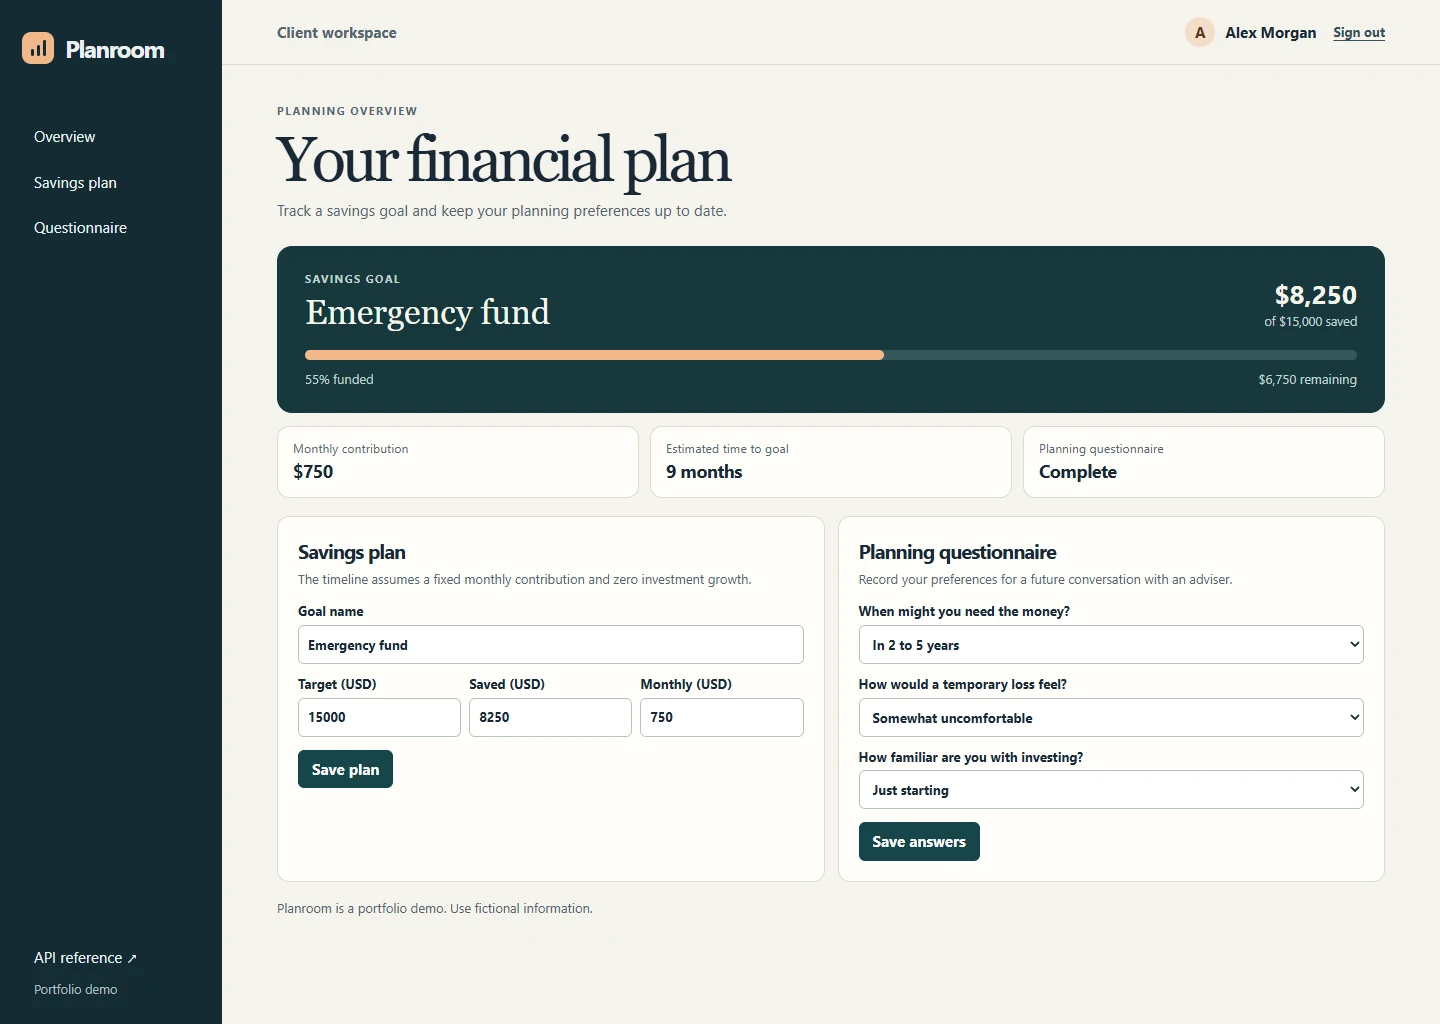 Planroom
Overview
Savings plan
Questionnaire
API reference ↗
Portfolio demo
Client workspace
A
Alex Morgan
Sign out
PLANNING OVERVIEW
Your financial plan
Track a savings goal and keep your planning preferences up to date.
SAVINGS GOAL
Emergency fund
$8,250
of $15,000 saved
55% funded
$6,750 remaining
Monthly contribution
$750
Estimated time to goal
9 months
Planning questionnaire
Complete
Savings plan
The timeline assumes a fixed monthly contribution and zero investment growth.
Goal name
Emergency fund
Target (USD)
Saved (USD)
Monthly (USD)
15000
8250
750
Save plan
Planning questionnaire
Record your preferences for a future conversation with an adviser.
When might you need the money?
In 2 to 5 years
How would a temporary loss feel?
Somewhat uncomfortable
How familiar are you with investing?
Just starting
Save answers
Planroom is a portfolio demo. Use fictional information.